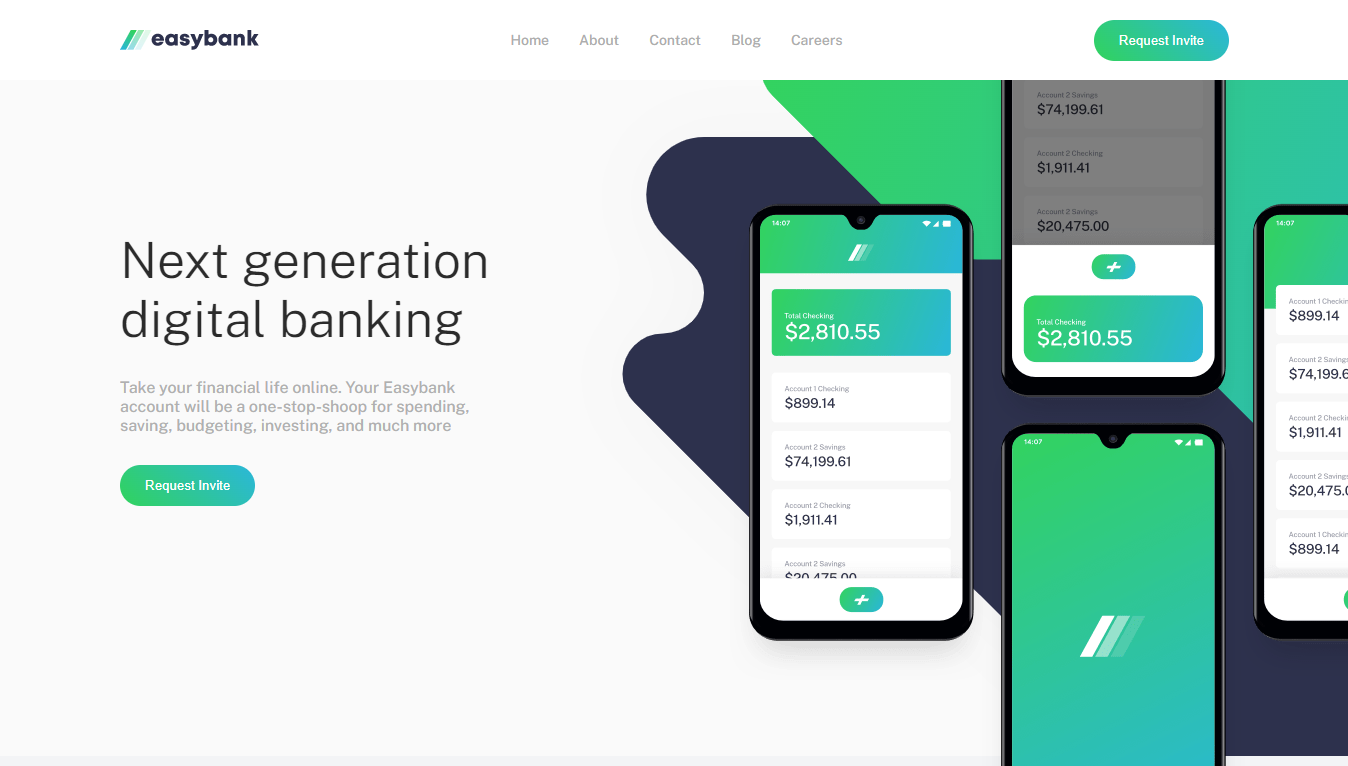 easybank
Home About Contact Blog Careers
Request Invite
Next generation
digital banking
Take your financial life online. Your Easybank
account will be a one-stop-shoop for spending,
saving, budgeting, investing, and much more
Request Invite
14:07
Total Checking
$2,810.55
Account 1 Checking
$899.14
Account 2 Savings
$74,199.61
Account 2 Checking
$1,911.41
Account 2 Savings
$20,475.00
Account 2 Savings
$74,199.61
Account 2 Checking
$1,911.41
Account 2 Savings
$20,475.00
Total Checking
$2,810.55
14:07
14:07
Account 1 Checkin
$899.14
Account 2 Savings
$74,199.6
Account 2 Checkin
$1,911.41
Account 2 Savings
$20,475.0
Account 1 Checkin
$899.14